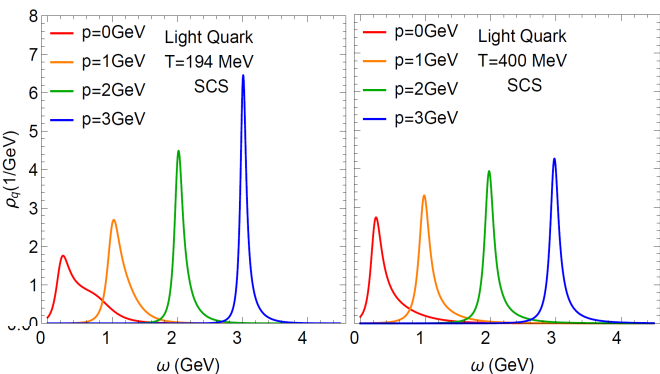 8
7
6
5
4
3
2
1
0
ρq(1/GeV)
p=0GeV
p=1GeV
p=2GeV
p=3GeV
Light Quark
T=194 MeV
SCS
0 1 2 3 4
ω (GeV)
p=0GeV
p=1GeV
p=2GeV
p=3GeV
Light Quark
T=400 MeV
SCS
0 1 2 3 4
ω (GeV)